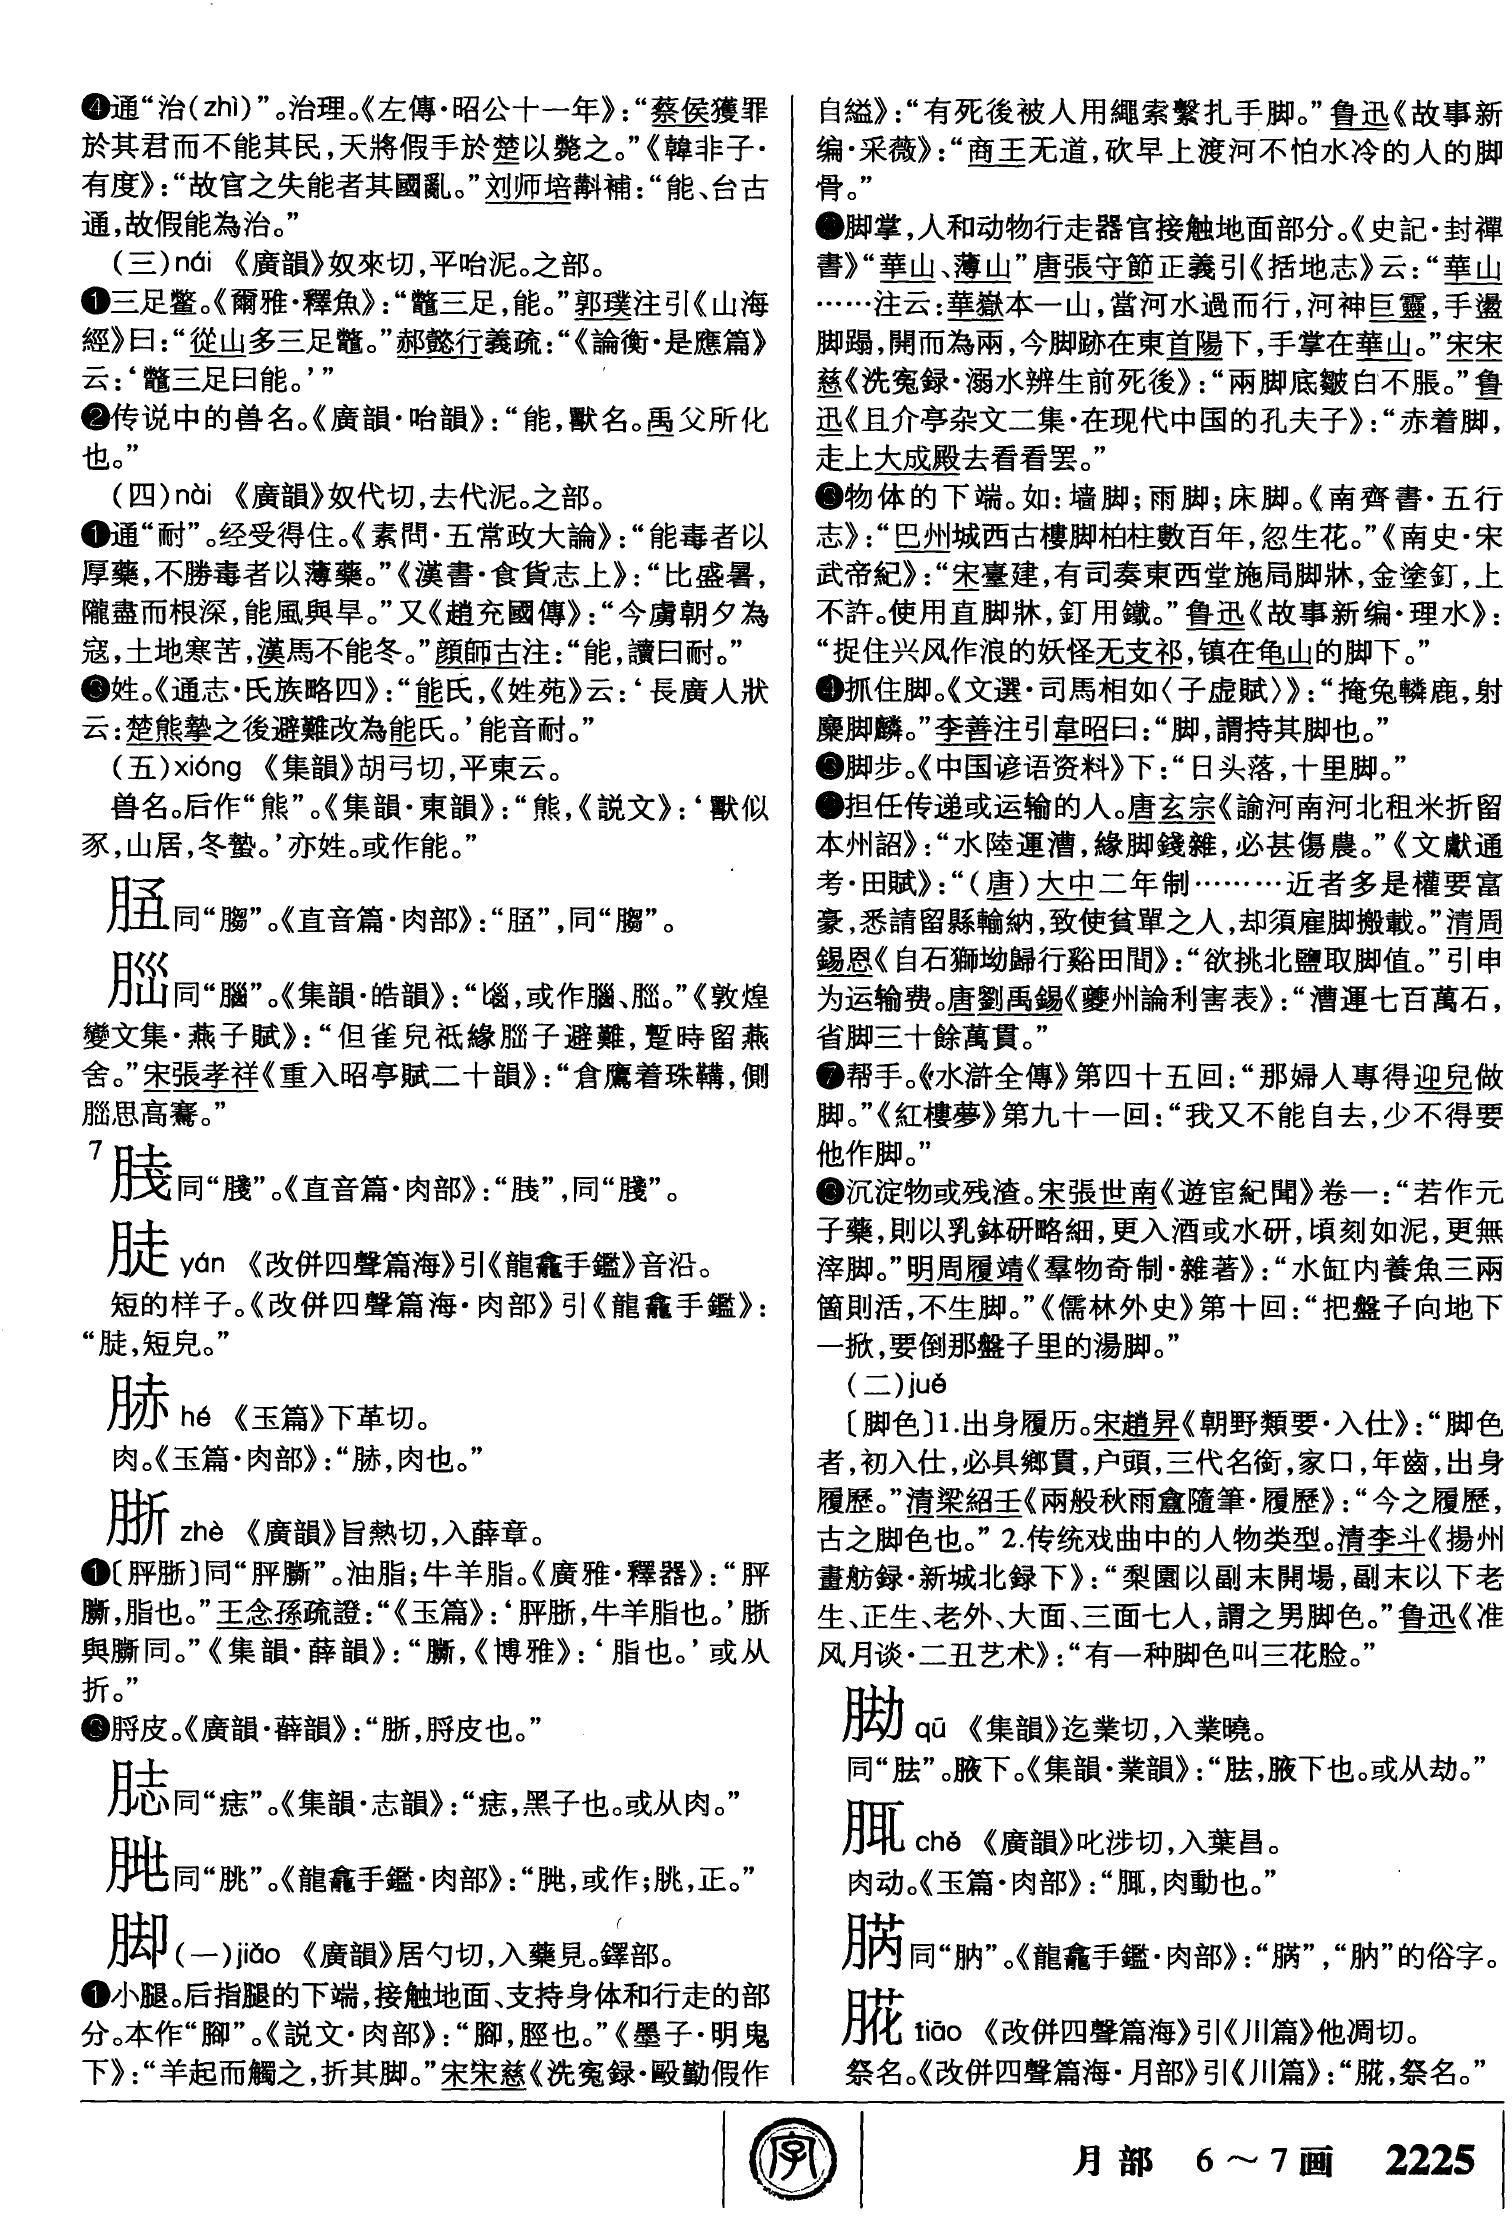 ❹通“治(zhì)”。治理。《左傳·昭公十一年》：“蔡侯獲罪
於其君而不能其民，天將假手於楚以斃之。”《韓非子·
有度》：“故官之失能者其國亂。”刘师培斠補：“能、台古
通，故假能為治。”
(三)nái 《廣韻》奴來切，平咍泥。之部。
❶三足鳖。《爾雅·釋魚》：“鼈三足，能。”郭璞注引《山海
經》曰：“從山多三足鼈。”郝懿行義疏：“《論衡·是應篇》
云：‘鼈三足曰能。’”
❷传说中的兽名。《廣韻·咍韻》：“能，獸名。禹父所化
也。”
(四)nài 《廣韻》奴代切，去代泥。之部。
❶通“耐”。经受得住。《素問·五常政大論》：“能毒者以
厚藥，不勝毒者以薄藥。”《漢書·食貨志上》：“比盛暑，
隴盡而根深，能風與旱。”又《趙充國傳》：“今虜朝夕為
寇，土地寒苦，漢馬不能冬。”顔師古注：“能，讀曰耐。”
❸姓。《通志·氏族略四》：“能氏，《姓苑》云：‘長廣人狀
云：楚熊摯之後避難改為能氏。’能音耐。”
(五)xióng 《集韻》胡弓切，平東云。
兽名。后作“熊”。《集韻·東韻》：“熊，《説文》：‘獸似
豕，山居，冬蟄。’亦姓。或作能。”
同“膓”。《直音篇·肉部》：“”，同“膓”。
𦛁同“腦”。《集韻·皓韻》：“𡿺，或作腦、𦛁。”《敦煌
變文集·燕子賦》：“但雀兒衹緣𦛁子避難，蹔時留燕
舍。”宋張孝祥《重入昭亭賦二十韻》：“倉鷹着珠鞲，側
𦛁思高騫。”
7
同“臘”。《直音篇·肉部》：“”，同“”。
yán 《改併四聲篇海》引《龍龕手鑑》音沿。
短的样子。《改併四聲篇海·肉部》引《龍龕手鑑》：
“，短皃。”
hé 《玉篇》下革切。
肉。《玉篇·肉部》：“，肉也。”
zhè 《廣韻》旨熱切，入薛章。
❶〔〕同“”。油脂；牛羊脂。《廣雅·釋器》：“
，脂也。”王念孫疏證：“《玉篇》：‘，牛羊脂也。’
與同。”《集韻·薛韻》：“，《博雅》：‘脂也。’或从
折。”
❷脟皮。《廣韻·薛韻》：“，脟皮也。”
同“痣”。《集韻·志韻》：“痣，黑子也。或从肉。”
同“朓”。《龍龕手鑑·肉部》：“，或作；朓，正。”
脚(一)jiǎo 《廣韻》居勺切，入藥見。鐸部。
❶小腿。后指腿的下端，接触地面、支持身体和行走的部
分。本作“腳”。《説文·肉部》：“腳，脛也。”《墨子·明鬼
下》：“羊起而觸之，折其脚。”宋宋慈《洗冤録·毆勒假作
自縊》：“有死後被人用繩索繫扎手脚。”鲁迅《故事新
编·采薇》：“商王无道，砍早上渡河不怕水冷的人的脚
骨。”
❷脚掌，人和动物行走器官接触地面部分。《史記·封禪
書》“華山、薄山”唐張守節正義引《括地志》云：“華山
……注云：華嶽本一山，當河水過而行，河神巨靈，手盪
脚蹋，開而為兩，今脚跡在東首陽下，手掌在華山。”宋宋
慈《洗寃録·溺水辨生前死後》：“兩脚底皺白不脹。”鲁
迅《且介亭杂文二集·在现代中国的孔夫子》：“赤着脚，
走上大成殿去看看罢。”
❸物体的下端。如：墙脚；雨脚；床脚。《南齊書·五行
志》：“巴州城西古樓脚柏柱數百年，忽生花。”《南史·宋
武帝紀》：“宋臺建，有司奏東西堂施局脚牀，金塗釘，上
不許。使用直脚牀，釘用鐵。”鲁迅《故事新编·理水》：
“捉住兴风作浪的妖怪无支祁，镇在龟山的脚下。”
❹抓住脚。《文選·司馬相如〈子虚賦〉》：“掩兔轔鹿，射
麋脚麟。”李善注引韋昭曰：“脚，謂持其脚也。”
❺脚步。《中国谚语资料》下：“日头落，十里脚。”
❻担任传递或运输的人。唐玄宗《諭河南河北租米折留
本州詔》：“水陸運漕，緣脚錢雜，必甚傷農。”《文獻通
考·田賦》：“(唐)大中二年制………近者多是權要富
豪，悉請留縣輸納，致使貧單之人，却須雇脚搬載。”清周
錫恩《自石獅坳歸行谿田間》：“欲挑北鹽取脚值。”引申
为运输费。唐劉禹錫《夔州論利害表》：“漕運七百萬石，
省脚三十餘萬貫。”
❼帮手。《水滸全傳》第四十五回：“那婦人專得迎兒做
脚。”《紅樓夢》第九十一回：“我又不能自去，少不得要
他作脚。”
❽沉淀物或残渣。宋張世南《遊宦紀聞》卷一：“若作元
子藥，則以乳鉢研略細，更入酒或水研，頃刻如泥，更無
滓脚。”明周履靖《羣物奇制·雜著》：“水缸内養魚三兩
箇則活，不生脚。”《儒林外史》第十回：“把盤子向地下
一掀，要倒那盤子里的湯脚。”
(二)jué
〔脚色〕1.出身履历。宋趙昇《朝野類要·入仕》：“脚色
者，初入仕，必具鄉貫，户頭，三代名銜，家口，年齒，出身
履歷。”清梁紹壬《兩般秋雨盦隨筆·履歷》：“今之履歷，
古之脚色也。”2.传统戏曲中的人物类型。清李斗《揚州
畫舫録·新城北録下》：“梨園以副末開場，副末以下老
生、正生、老外、大面、三面七人，謂之男脚色。”鲁迅《准
风月谈·二丑艺术》：“有一种脚色叫三花脸。”
qū 《集韻》迄業切，入業曉。
同“胠”。腋下。《集韻·業韻》：“胠，腋下也。或从劫。”
chě 《廣韻》叱涉切，入葉昌。
肉动。《玉篇·肉部》：“，肉動也。”
同“肭”。《龍龕手鑑·肉部》：“”，“肭”的俗字。
tiāo 《改併四聲篇海》引《川篇》他凋切。
祭名。《改併四聲篇海·月部》引《川篇》：“，祭名。”
字
月部 6～7画 2225